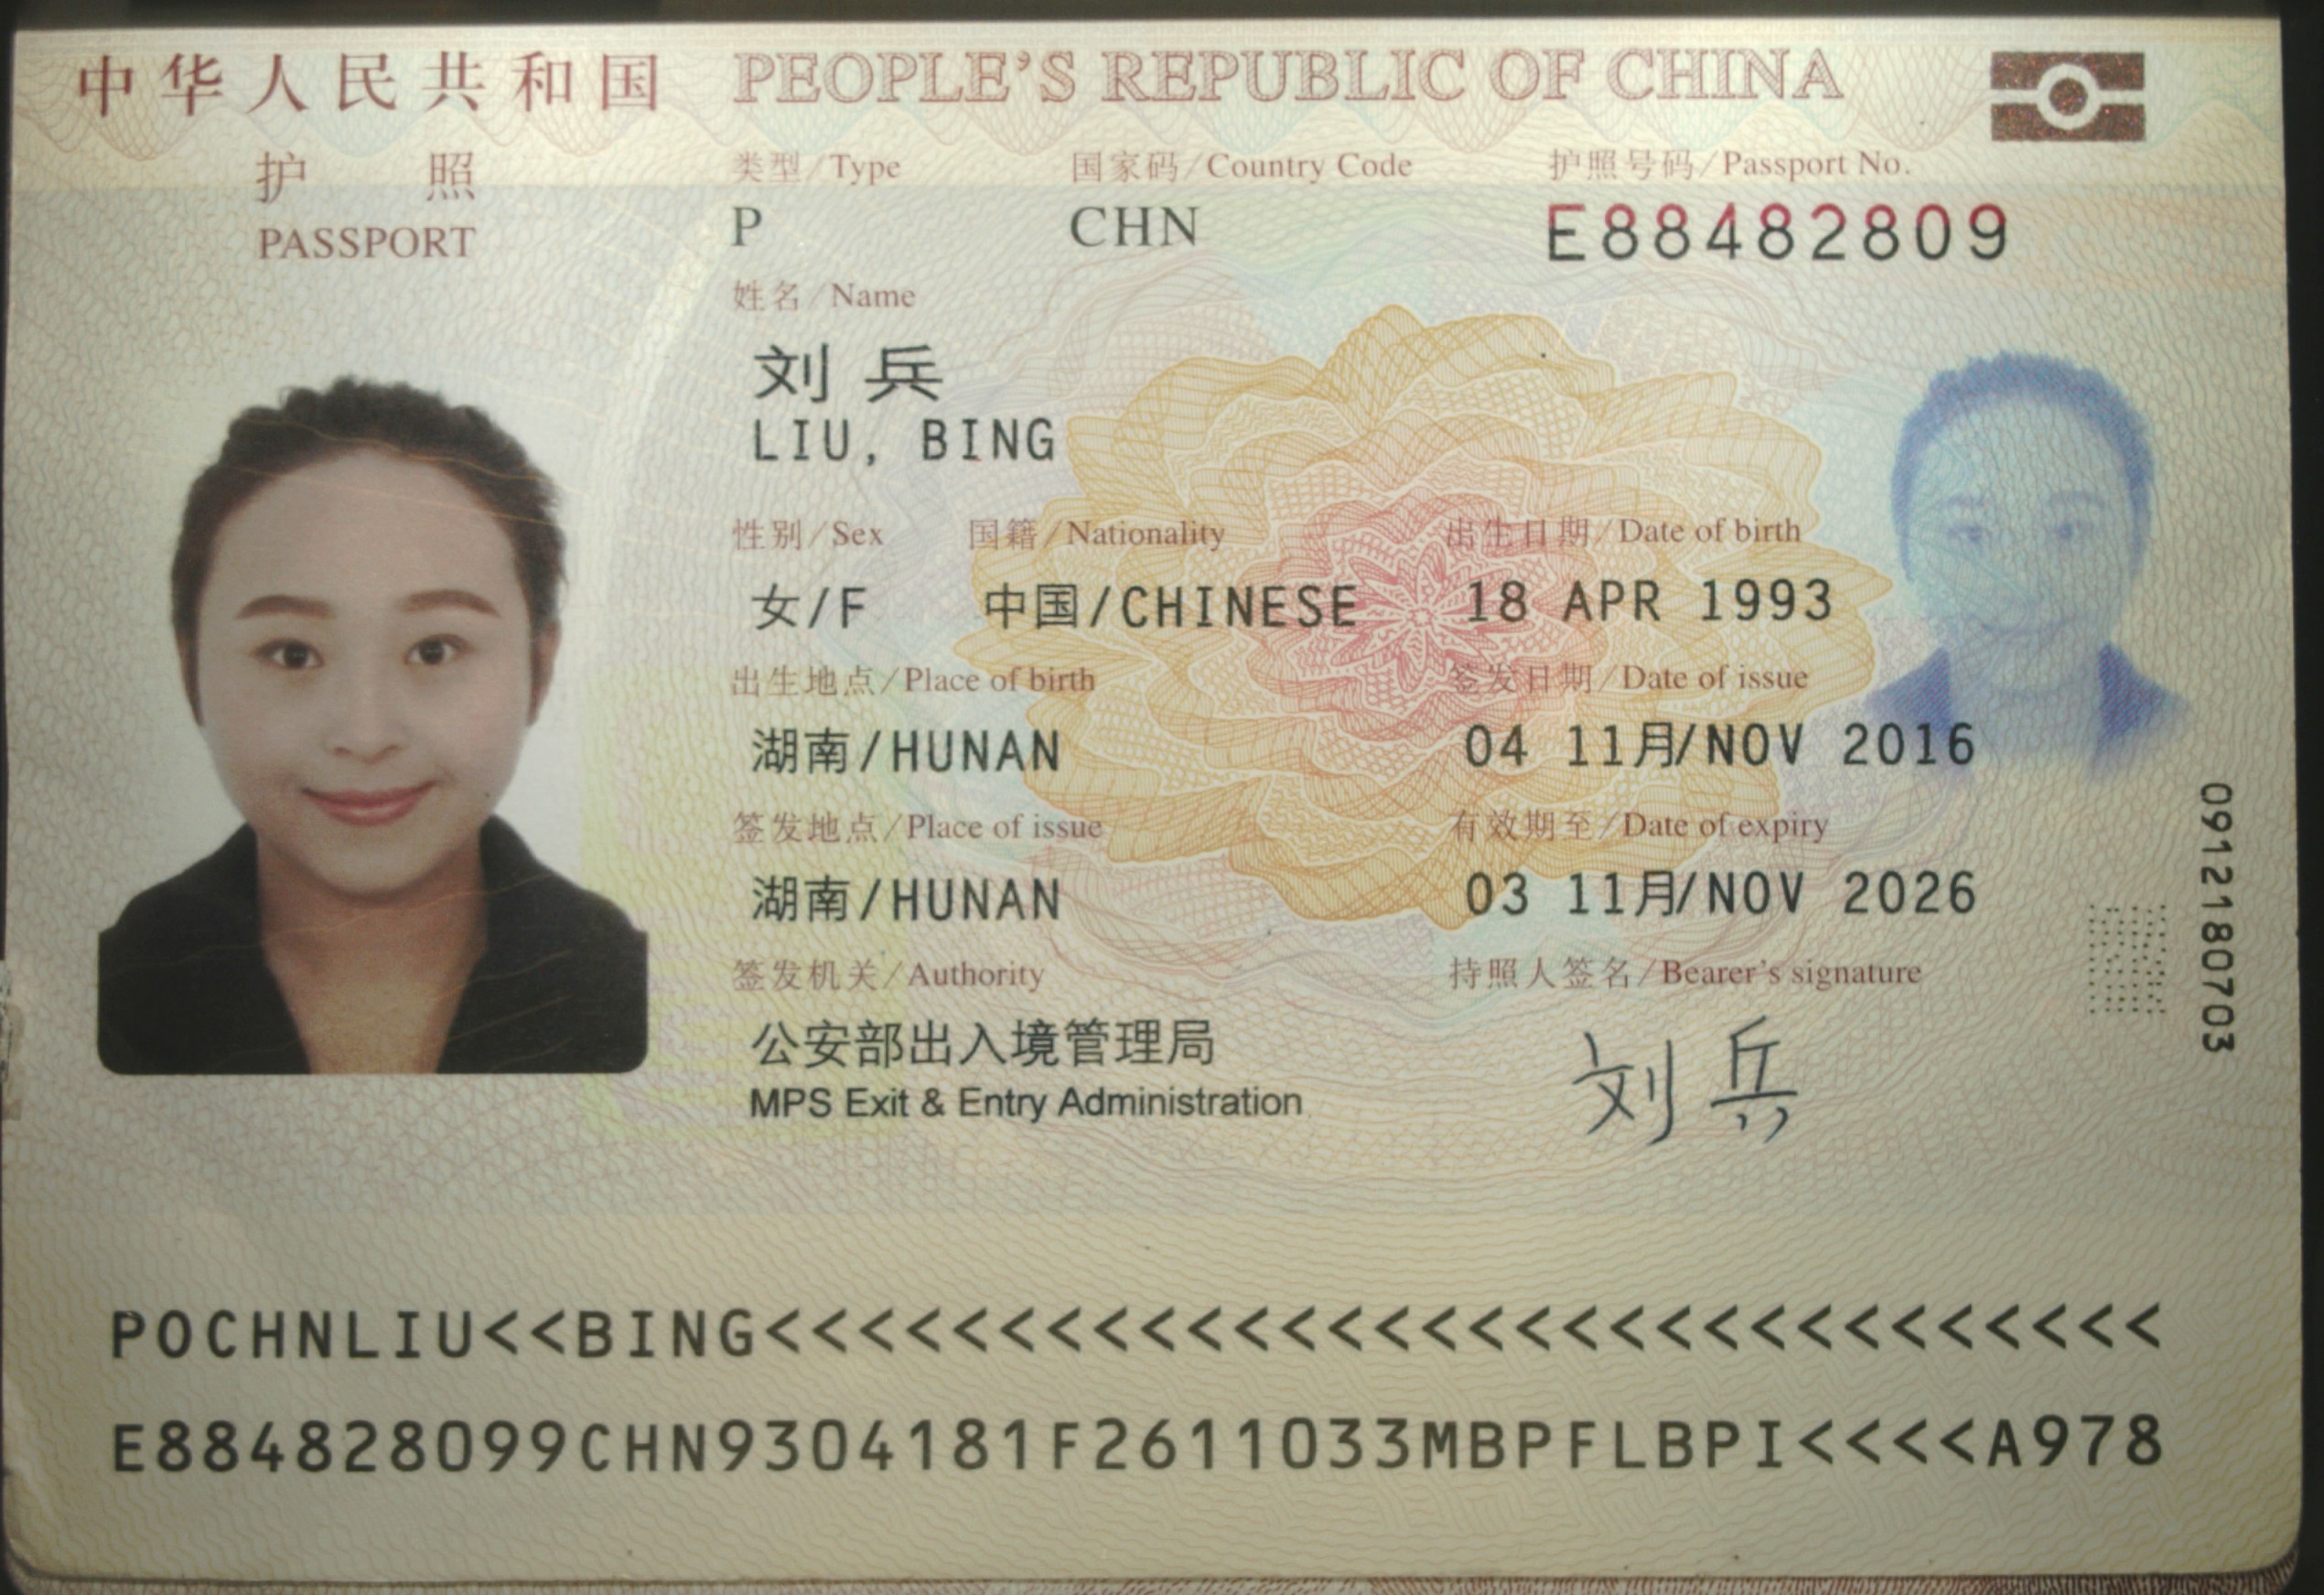 中华人民共和国 PEOPLE'S REPUBLIC OF CHINA
护 照
PASSPORT
类型/Type 国家码/Country Code 护照号码/Passport No.
P CHN E88482809
姓名/Name
刘兵
LIU, BING
性别/Sex 国籍/Nationality 出生日期/Date of birth
女/F 中国/CHINESE 18 APR 1993
出生地点/Place of birth 签发日期/Date of issue
湖南/HUNAN 04 11月/NOV 2016
签发地点/Place of issue 有效期至/Date of expiry
湖南/HUNAN 03 11月/NOV 2026
签发机关/Authority 持照人签名/Bearer's signature
公安部出入境管理局
MPS Exit & Entry Administration
刘兵
0912180703
POCHNLIU<<BING<<<<<<<<<<<<<<<<<<<<<<<<<<<<<<
E884828099CHN9304181F2611033MBPFLBPI<<<<A978